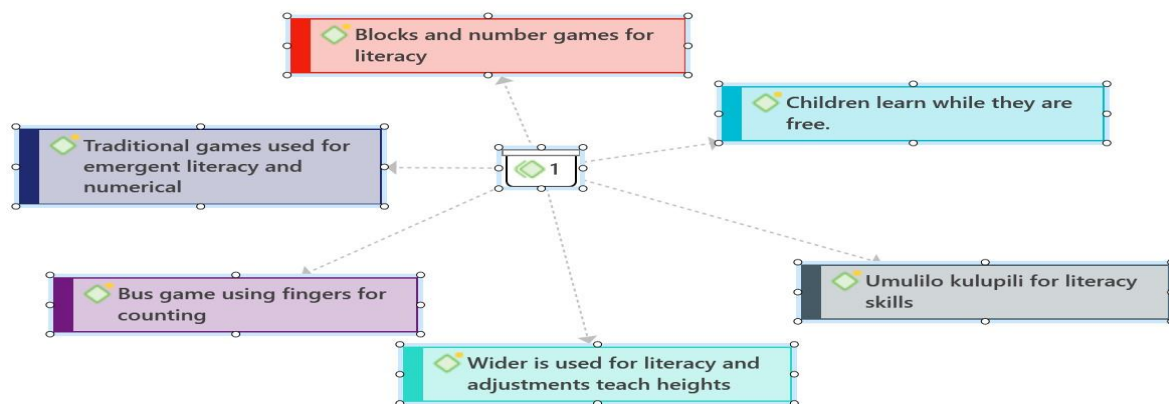 Blocks and number games for
literacy
Children learn while they are
free.
Traditional games used for
emergent literacy and
numerical
1
Umulilo kulupili for literacy
skills
Bus game using fingers for
counting
Wider is used for literacy and
adjustments teach heights